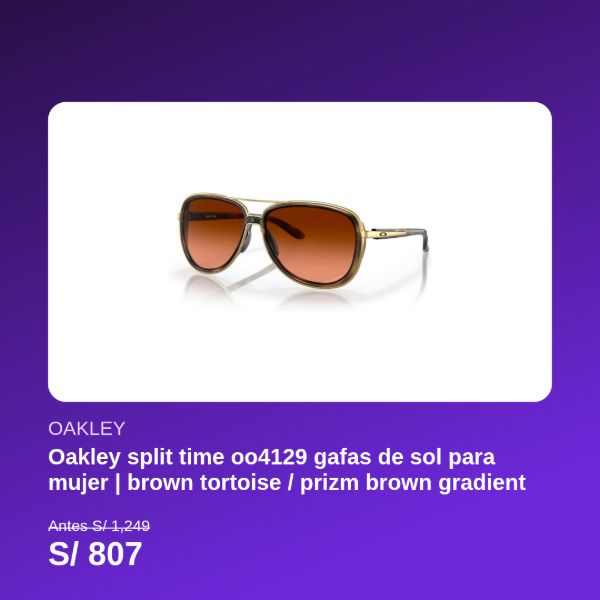 OAKLEY
Oakley split time oo4129 gafas de sol para
mujer | brown tortoise / prizm brown gradient
Antes S/ 1,249
S/ 807